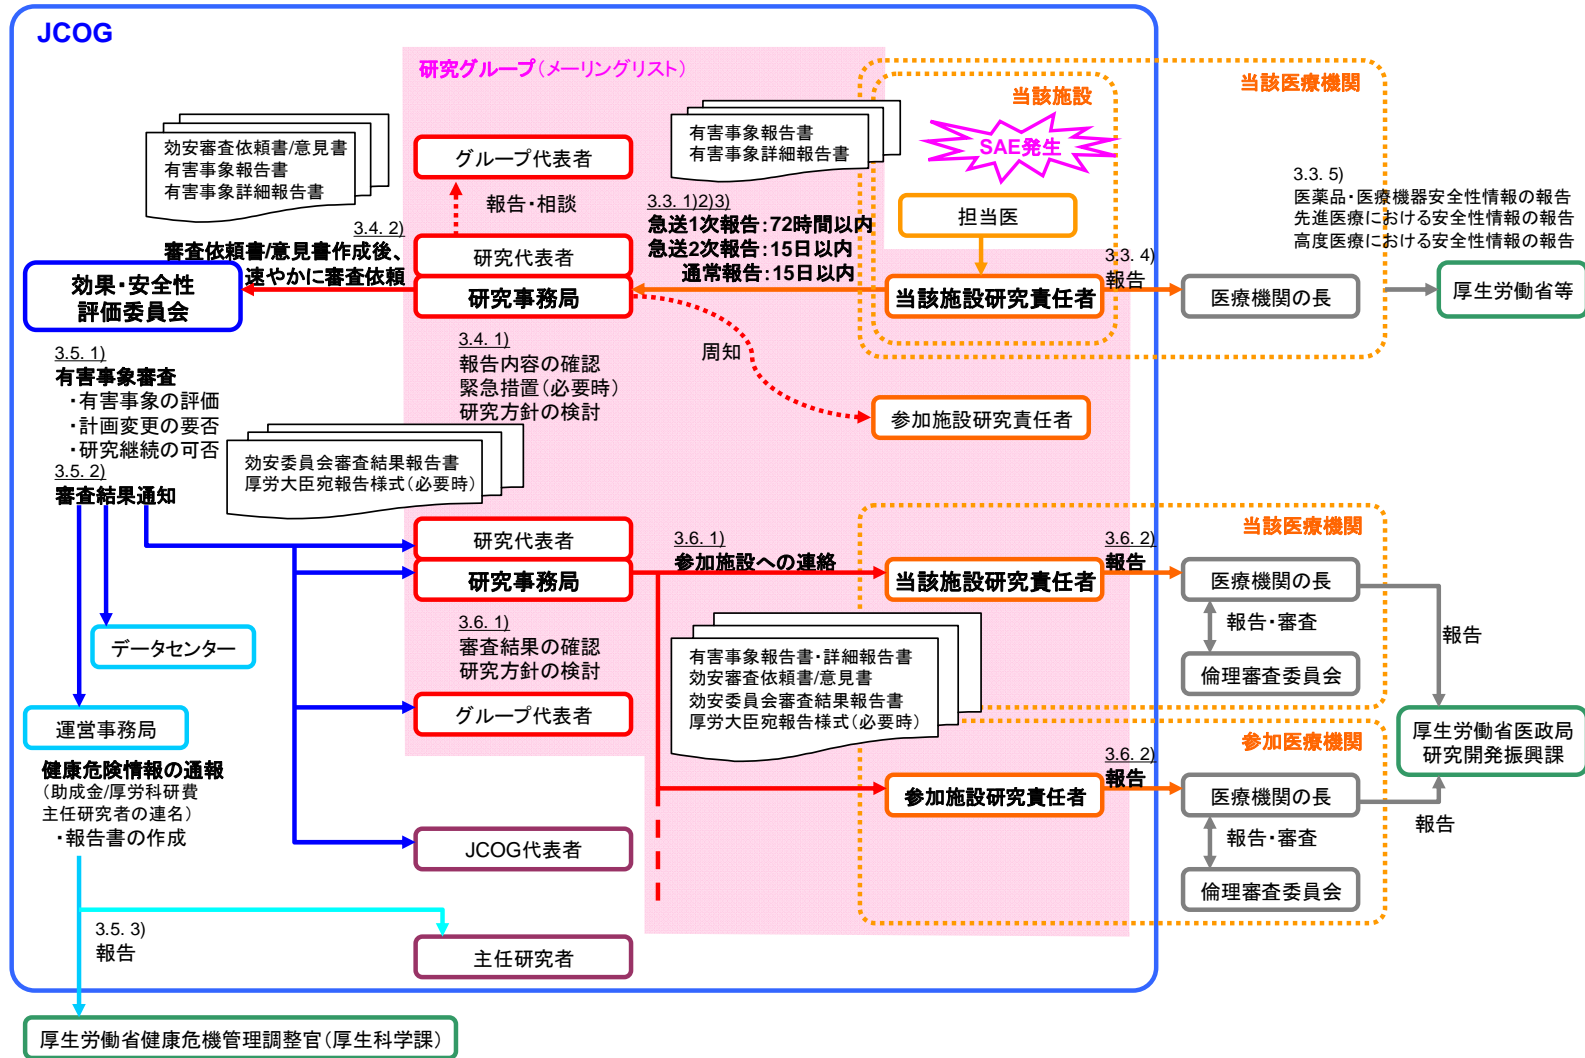 JCOG
研究グループ(メーリングリスト)
当該施設
当該医療機関
SAE発生
効安審査依頼書/意見書
有害事象報告書
有害事象詳細報告書
グループ代表者
報告・相談
有害事象報告書
有害事象詳細報告書
担当医
3.3. 5)
医薬品・医療機器安全性情報の報告
先進医療における安全性情報の報告
高度医療における安全性情報の報告
3.4. 2)
審査依頼書/意見書作成後、
速やかに審査依頼
研究代表者
研究事務局
3.3. 1)2)3)
急送1次報告:72時間以内
急送2次報告:15日以内
通常報告:15日以内
当該施設研究責任者
3.3. 4)
報告
医療機関の長
厚生労働省等
効果・安全性
評価委員会
3.4. 1)
報告内容の確認
緊急措置(必要時)
研究方針の検討
周知
参加施設研究責任者
3.5. 1)
有害事象審査
・有害事象の評価
・計画変更の要否
・研究継続の可否
3.5. 2)
審査結果通知
効安委員会審査結果報告書
厚労大臣宛報告様式(必要時)
当該医療機関
研究代表者
研究事務局
3.6. 1)
参加施設への連絡
当該施設研究責任者
3.6. 2)
報告
医療機関の長
報告・審査
倫理審査委員会
報告
データセンター
3.6. 1)
審査結果の確認
研究方針の検討
有害事象報告書・詳細報告書
効安審査依頼書/意見書
効安委員会審査結果報告書
厚労大臣宛報告様式(必要時)
グループ代表者
運営事務局
参加医療機関
厚生労働省医政局
研究開発振興課
健康危険情報の通報
(助成金/厚労科研費
主任研究者の連名)
・報告書の作成
参加施設研究責任者
3.6. 2)
報告
医療機関の長
報告
報告・審査
倫理審査委員会
JCOG代表者
3.5. 3)
報告
主任研究者
厚生労働省健康危機管理調整官(厚生科学課)